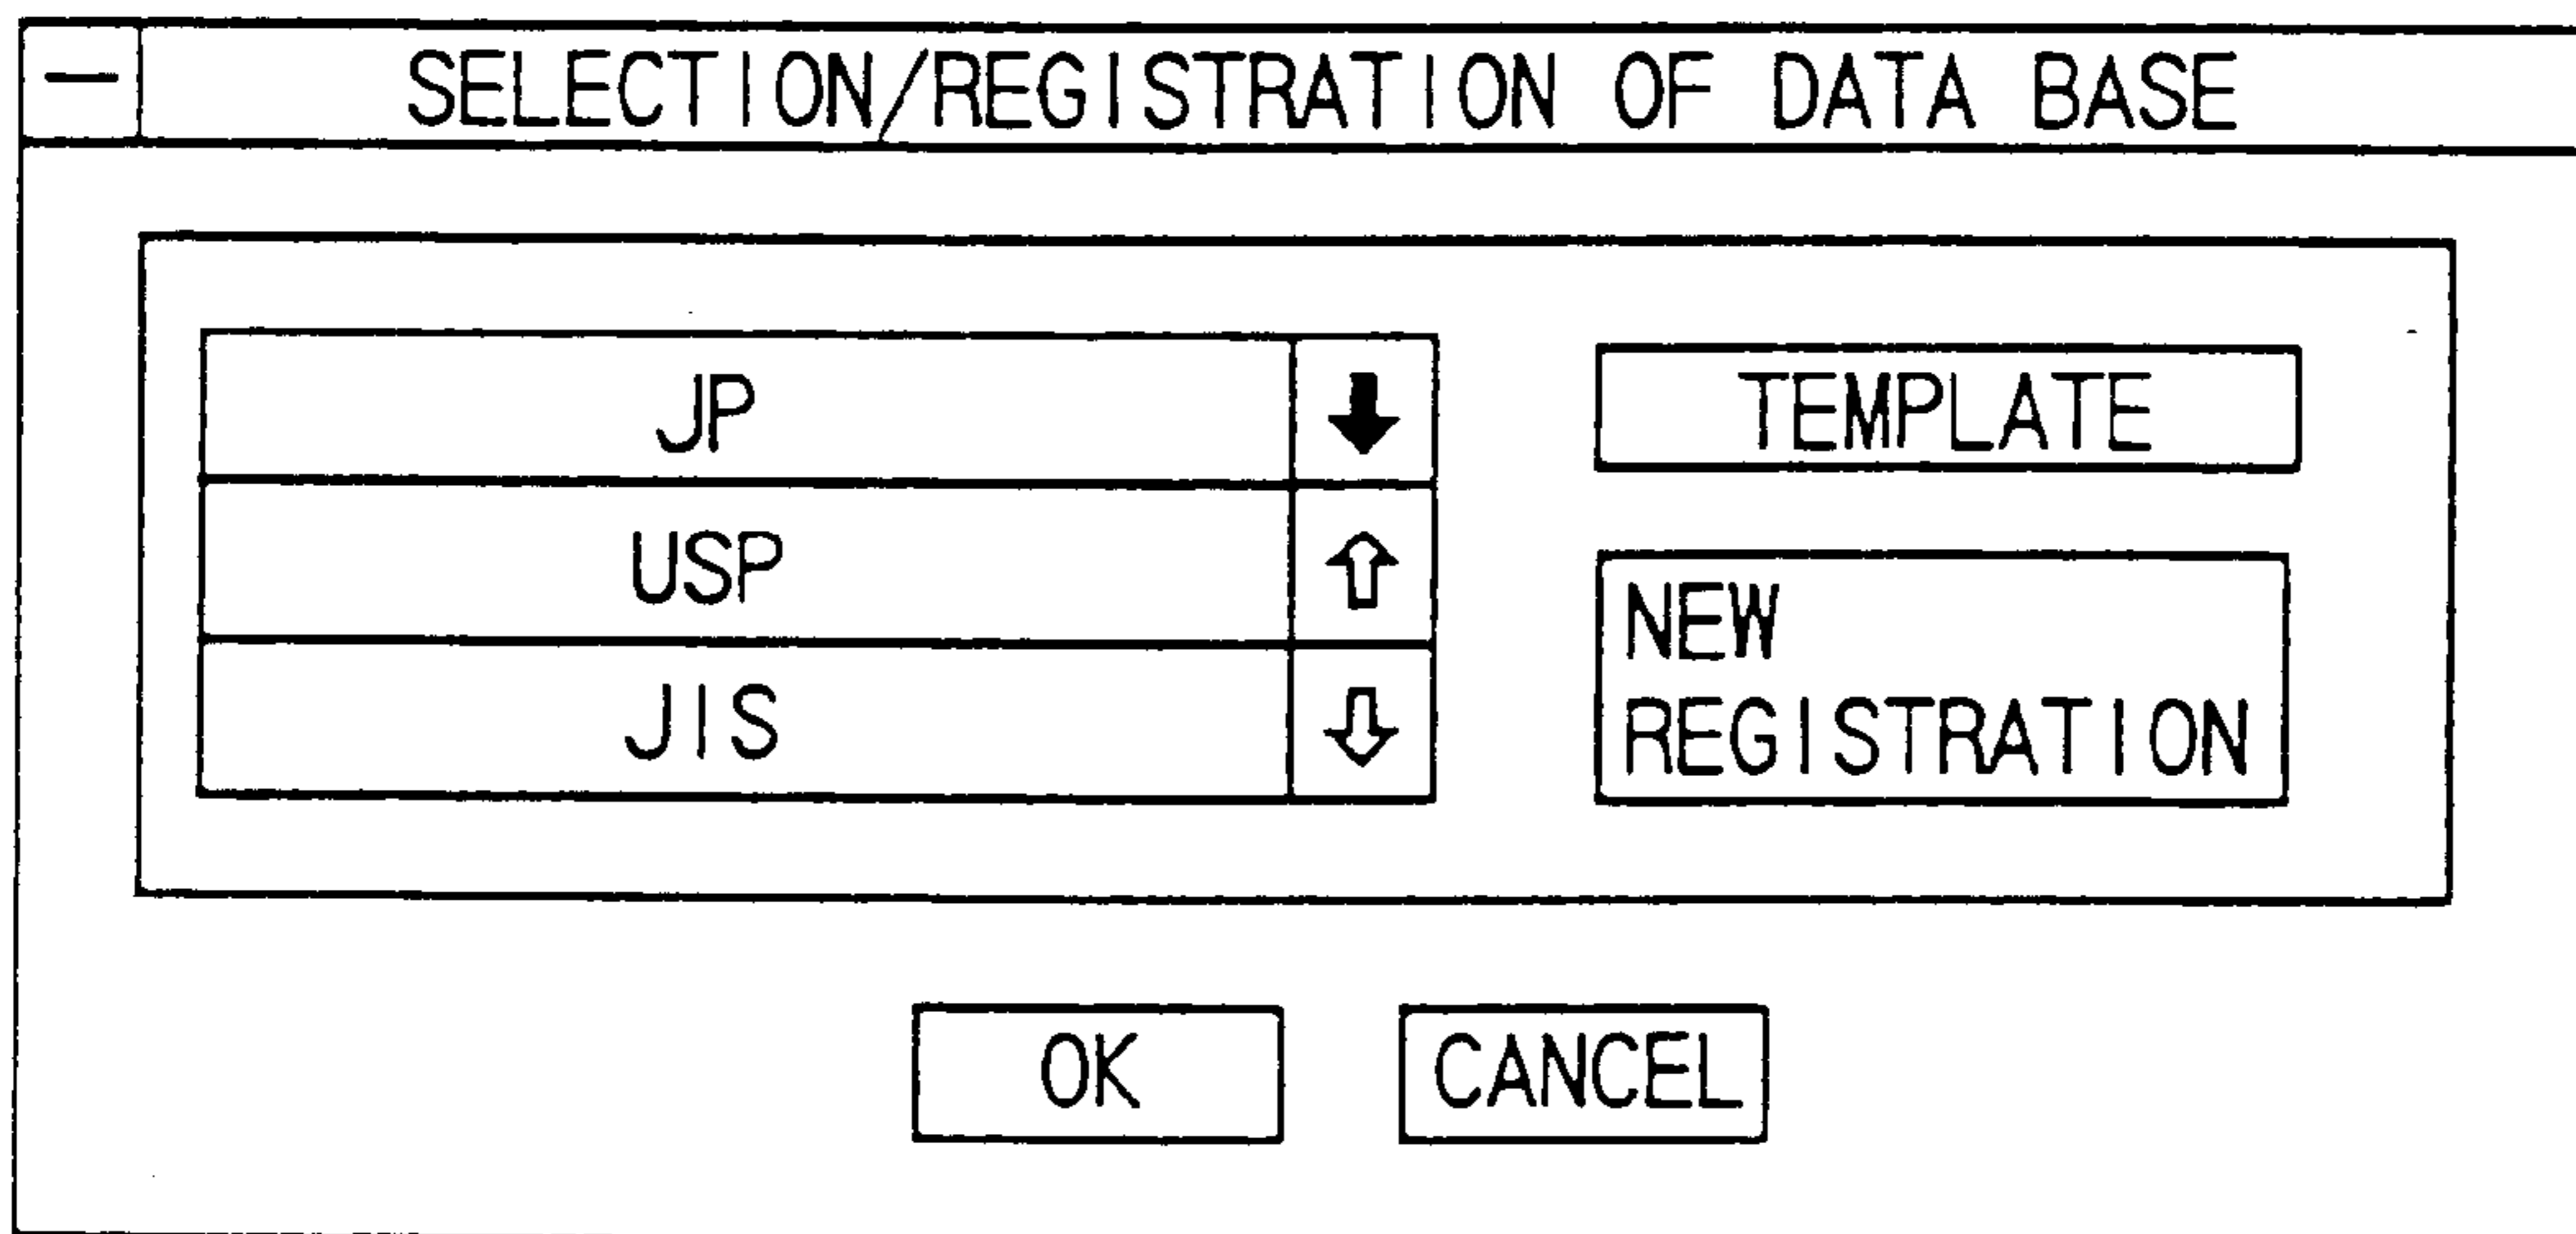 SELECTION/REGISTRATION OF DATA BASE
JP
USP
JIS
TEMPLATE
NEW
REGISTRATION
OK
CANCEL